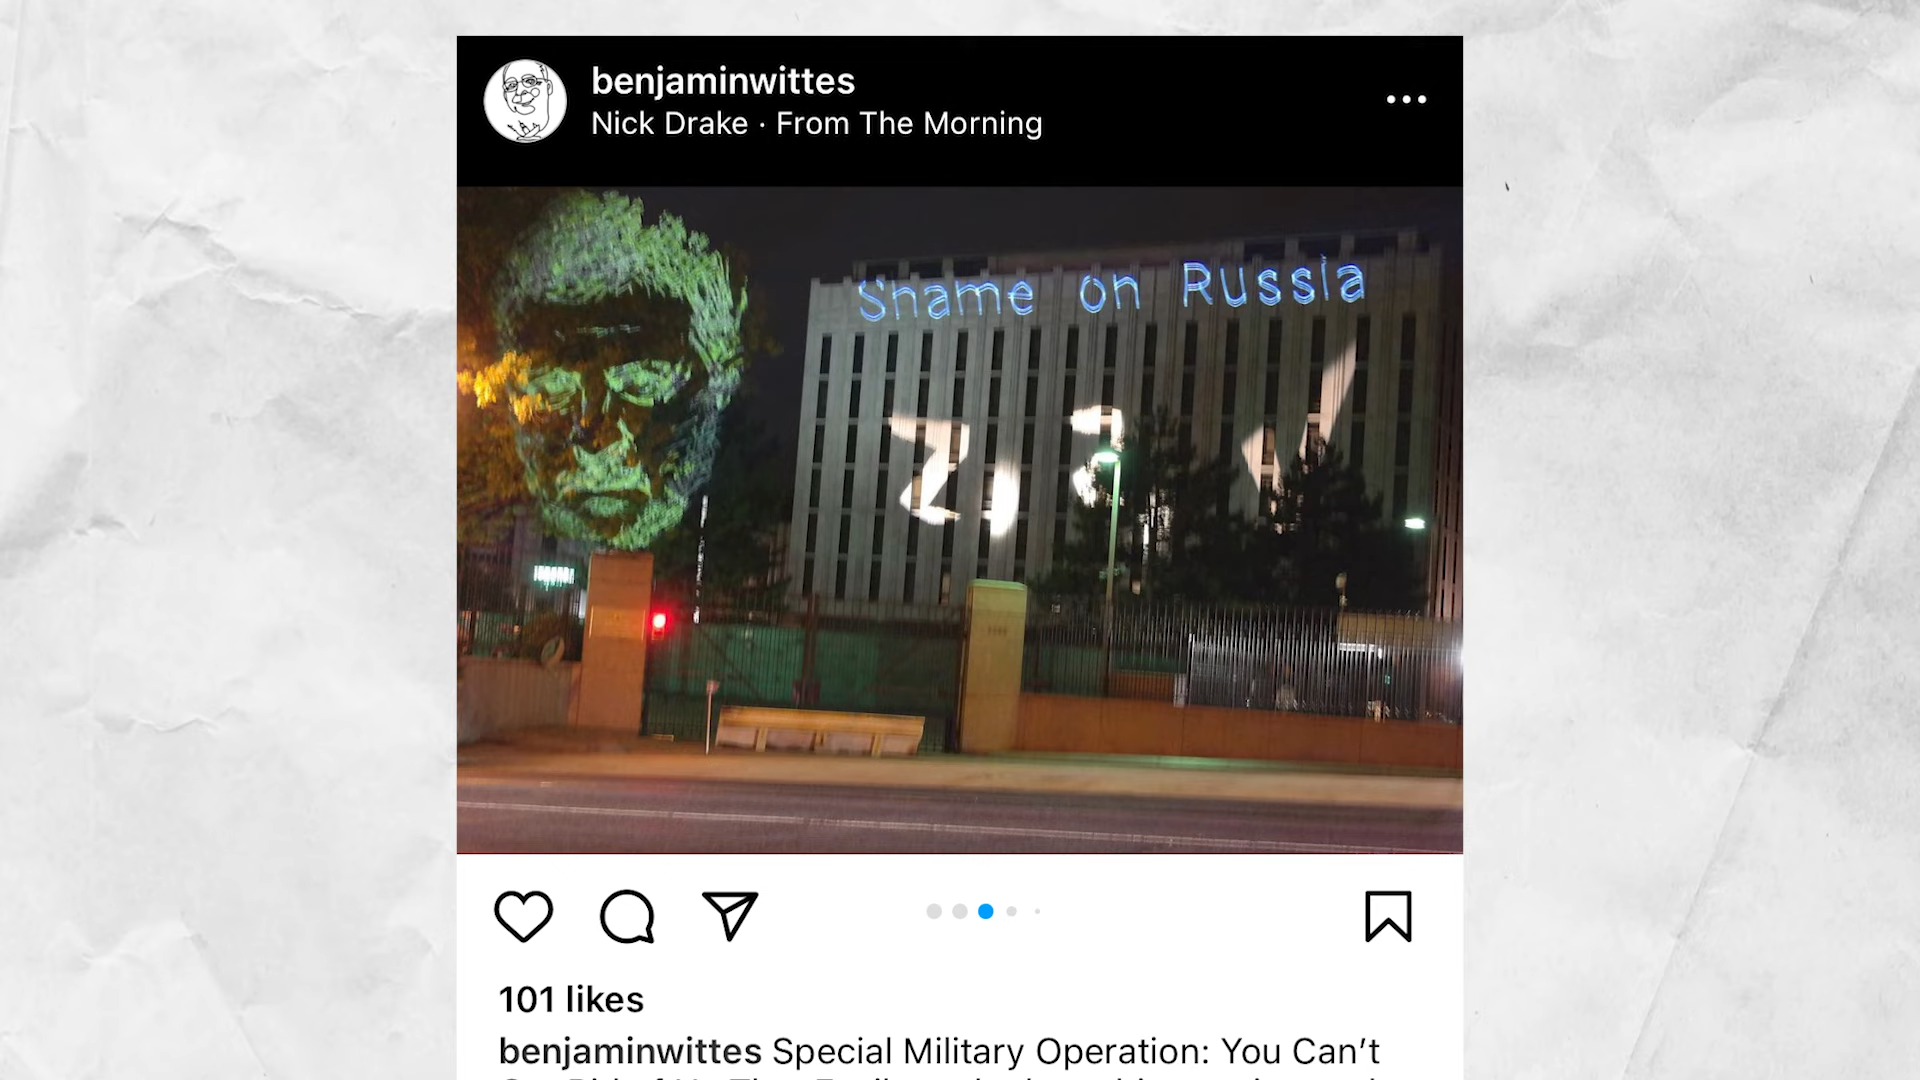 benjaminwittes
Nick Drake · From The Morning
Shame on Russia
101 likes
benjaminwittes Special Military Operation: You Can't